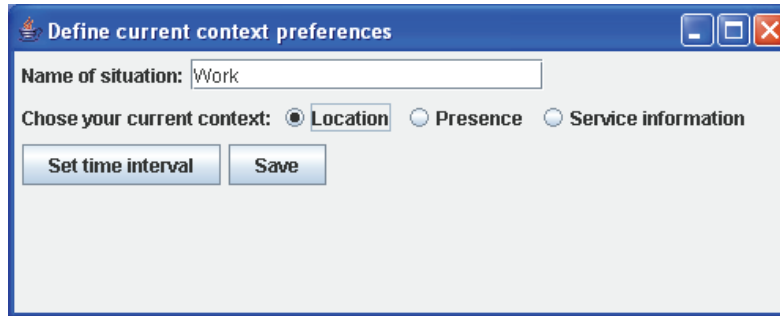 Define current context preferences
Name of situation: Work
Chose your current context: Location Presence Service information
Set time interval Save